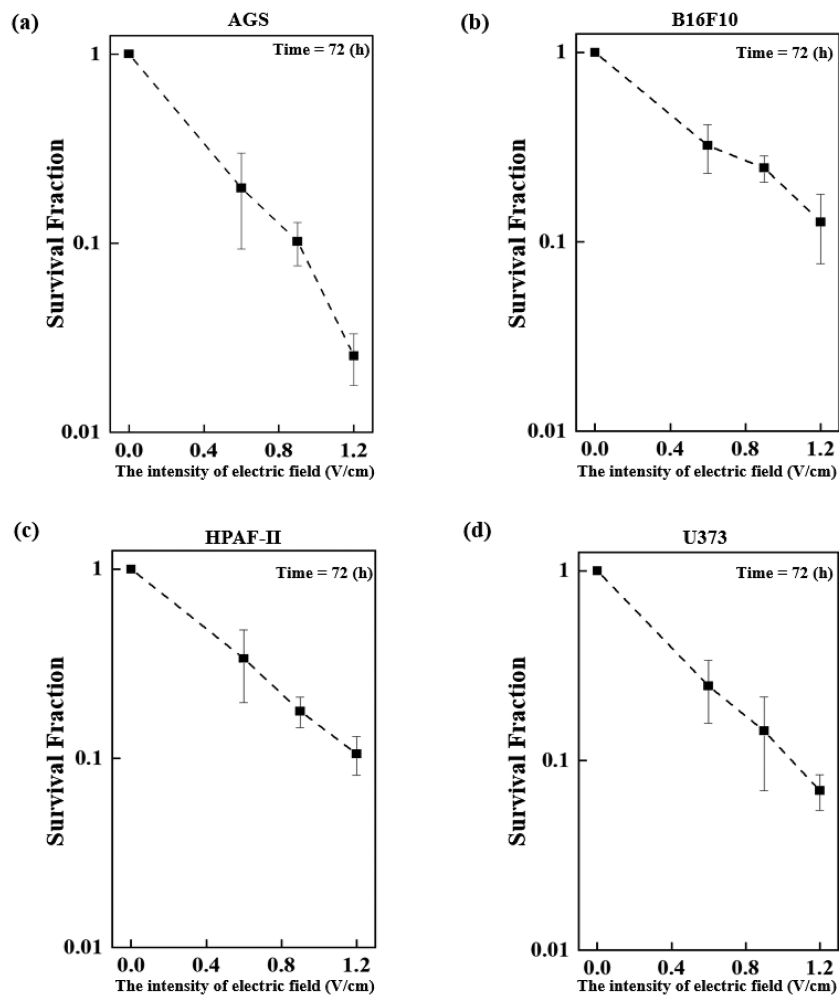 (a)
AGS
Time = 72 (h)
1
0.1
0.01
Survival Fraction
0.0 0.4 0.8 1.2
The intensity of electric field (V/cm)
(b)
B16F10
Time = 72 (h)
1
0.1
0.01
Survival Fraction
0.0 0.4 0.8 1.2
The intensity of electric field (V/cm)
(c)
HPAF-II
Time = 72 (h)
1
0.1
0.01
Survival Fraction
0.0 0.4 0.8 1.2
The intensity of electric field (V/cm)
(d)
U373
Time = 72 (h)
1
0.1
0.01
Survival Fraction
0.0 0.4 0.8 1.2
The intensity of electric field (V/cm)